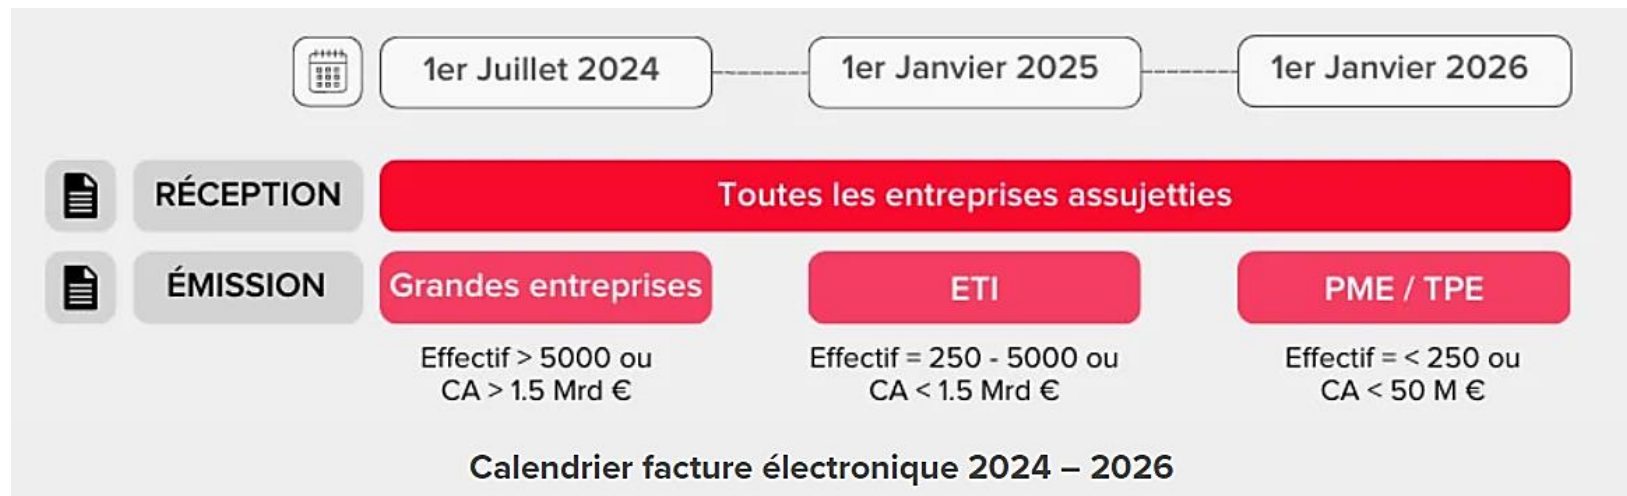 1er Juillet 2024
1er Janvier 2025
1er Janvier 2026
RÉCEPTION
Toutes les entreprises assujetties
ÉMISSION
Grandes entreprises
ETI
PME / TPE
Effectif > 5000 ou
CA > 1.5 Mrd €
Effectif = 250 - 5000 ou
CA < 1.5 Mrd €
Effectif = < 250 ou
CA < 50 M €
Calendrier facture électronique 2024 – 2026